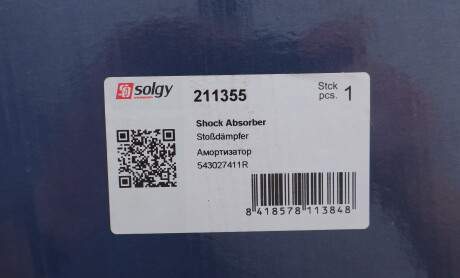 solgy
211355
Stck
pcs. 1
Shock Absorber
Stoßdämpfer
Амортизатор
543027411R
8 418578 113848